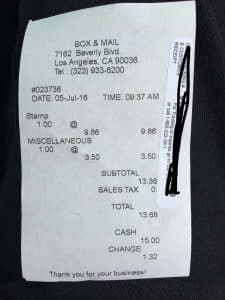 BOX & MAIL
7162 Beverly Blvd.
Los Angeles, CA 90036
Tel : (323) 933-6200
#023736
DATE: 05-Jul-16 TIME: 09:37 AM
Stamp
1.00 @
9.86 9.86
MISCELLANEOUS
1.00 @
3.50 3.50
SUBTOTAL
13.36
SALES TAX 0.
TOTAL
13.68
CASH
15.00
CHANGE
1.32
Thank you for your business!
RECEIPT